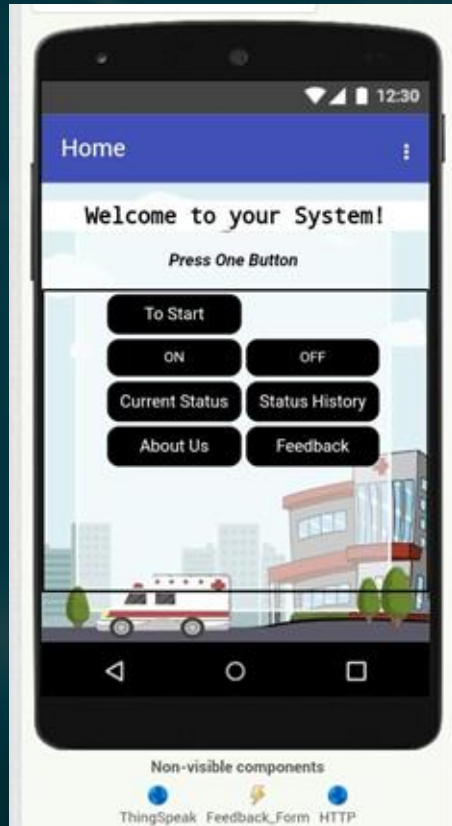 12:30
Home
Welcome to your System!
Press One Button
To Start
ON OFF
Current Status Status History
About Us Feedback
Non-visible components
ThingSpeak Feedback_Form HTTP